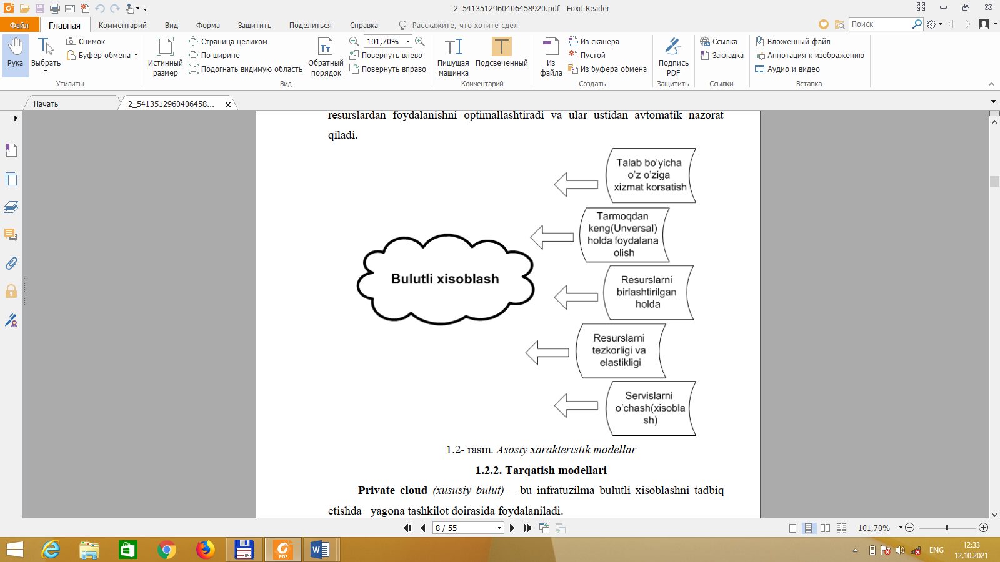 2_5413512960406458920.pdf - Foxit Reader
Файл
Главная
Комментарий
Вид
Форма
Защитить
Поделиться
Справка
Расскажите, что хотите сдел
Поиск
Рука
Выбрать
Снимок
Буфер обмена
Утилиты
Истинный
размер
Страница целиком
По ширине
Подогнать видимую область
Обратный
порядок
101,70%
Повернуть влево
Повернуть вправо
Вид
Пишущая
машинка
Подсвеченный
Комментарий
Из
файла
Из сканера
Пустой
Из буфера обмена
Создать
Подпись
PDF
Защитить
Ссылка
Закладка
Ссылки
Вложенный файл
Аннотация к изображению
Аудио и видео
Вставка
Начать
2_54135129604064 58...
resurslardan foydalanishni optimallashtiradi va ular ustidan avtomatik nazorat
qiladi.
Talab bo'yicha
o'z o'ziga
xizmat korsatish
Tarmoqdan
keng(Unversal)
holda foydalana
olish
Bulutli xisoblash
Resurslarni
birlashtirilgan
holda
Resurslarni
tezkorligi va
elastikligi
Servislarni
o'chash(xisobla
sh)
1.2- rasm. Asosiy xarakteristik modellar
1.2.2. Tarqatish modellari
Private cloud (xususiy bulut) – bu infratuzilma bulutli xisoblashni tadbiq
etishda yagona tashkilot doirasida foydalaniladi.
8 / 55
101,70%
64
PDF
ENG
12:33
12.10.2021